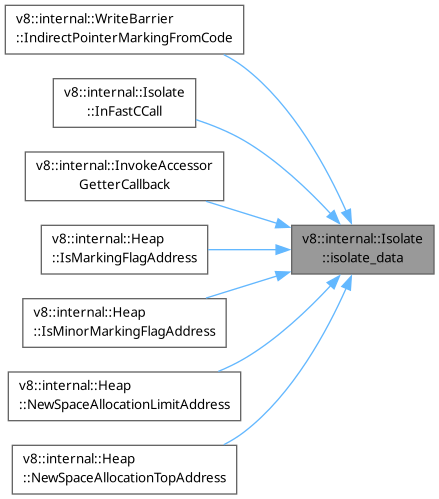 v8::internal::WriteBarrier
::IndirectPointerMarkingFromCode
v8::internal::Isolate
::InFastCCall
v8::internal::InvokeAccessor
GetterCallback
v8::internal::Heap
::IsMarkingFlagAddress
v8::internal::Isolate
::isolate_data
v8::internal::Heap
::IsMinorMarkingFlagAddress
v8::internal::Heap
::NewSpaceAllocationLimitAddress
v8::internal::Heap
::NewSpaceAllocationTopAddress